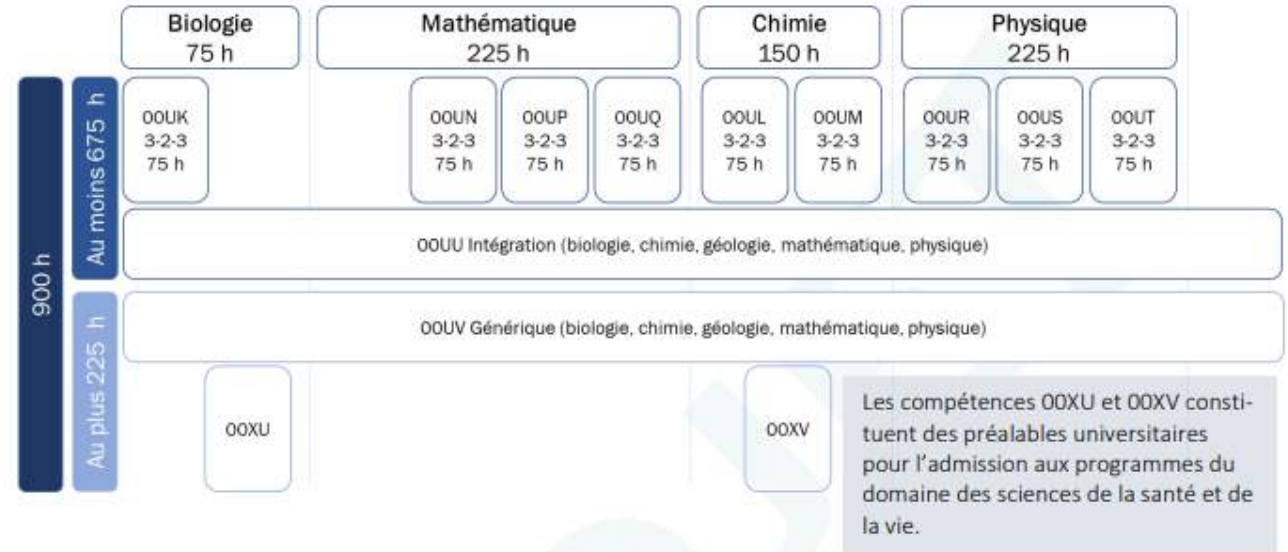 Biologie
75 h
Mathématique
225 h
Chimie
150 h
Physique
225 h
900 h
Au moins 675 h
00UK
3-2-3
75 h
00UN
3-2-3
75 h
00UP
3-2-3
75 h
00UQ
3-2-3
75 h
00UL
3-2-3
75 h
00UM
3-2-3
75 h
00UR
3-2-3
75 h
00US
3-2-3
75 h
00UT
3-2-3
75 h
00UU Intégration (biologie, chimie, géologie, mathématique, physique)
Au plus 225 h
00UV Générique (biologie, chimie, géologie, mathématique, physique)
00XU
00XV
Les compétences 00XU et 00XV consti-
tuent des préalables universitaires
pour l'admission aux programmes du
domaine des sciences de la santé et de
la vie.